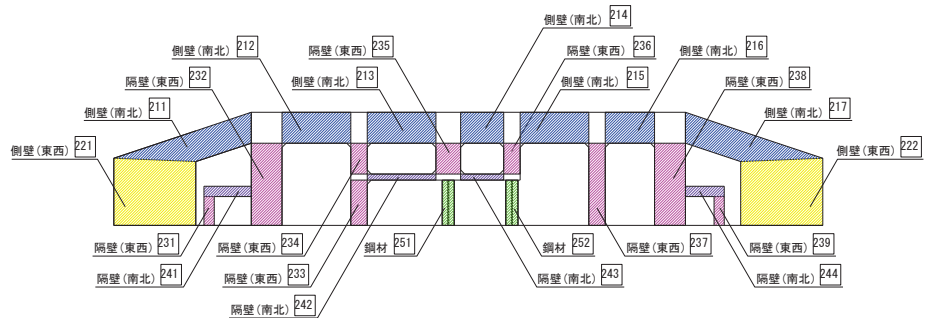 側壁(南北) 214
側壁(南北) 212
隔壁(東西) 235
隔壁(東西) 236
側壁(南北) 216
隔壁(東西) 232
側壁(南北) 213
側壁(南北) 215
隔壁(東西) 238
側壁(南北) 211
側壁(南北) 217
側壁(東西) 221
側壁(東西) 222
隔壁(東西) 231
隔壁(東西) 234
鋼材 251
鋼材 252
隔壁(東西) 237
隔壁(東西) 239
隔壁(南北) 241
隔壁(東西) 233
隔壁(南北) 243
隔壁(南北) 244
隔壁(南北) 242